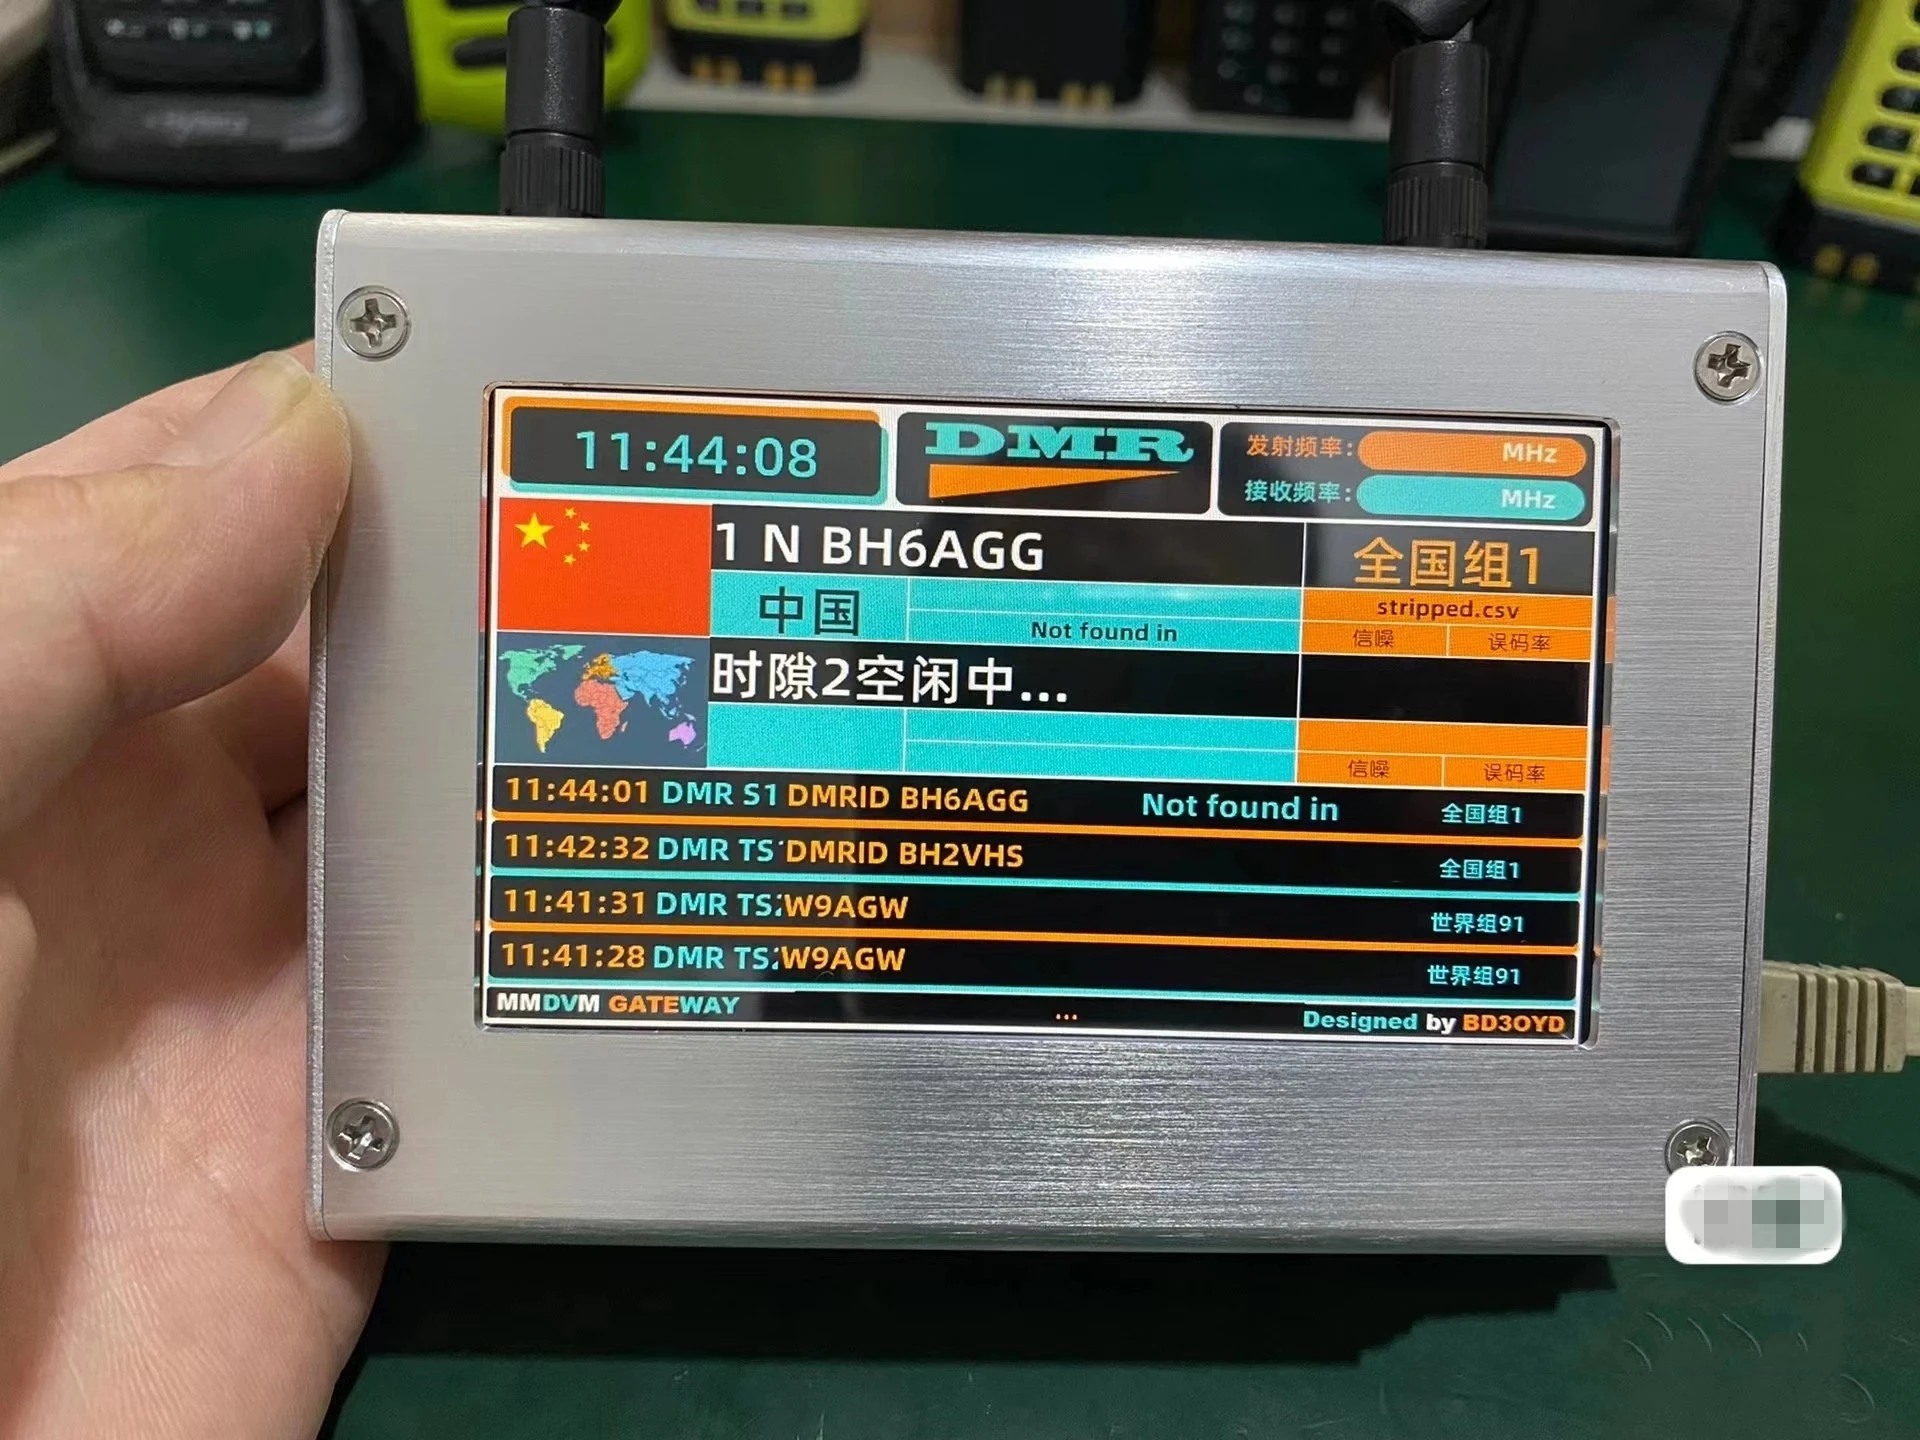 11:44:08
DMR
发射频率: MHz
接收频率: MHz
1 N BH6AGG
全国组1
中国
Not found in
stripped.csv
信噪 误码率
时隙2空闲中...
信噪 误码率
11:44:01 DMR S1 DMRID BH6AGG Not found in 全国组1
11:42:32 DMR TS DMRID BH2VHS 全国组1
11:41:31 DMR TS W9AGW 世界组91
11:41:28 DMR TS W9AGW 世界组91
MMDVM GATEWAY ... Designed by BD3OYD